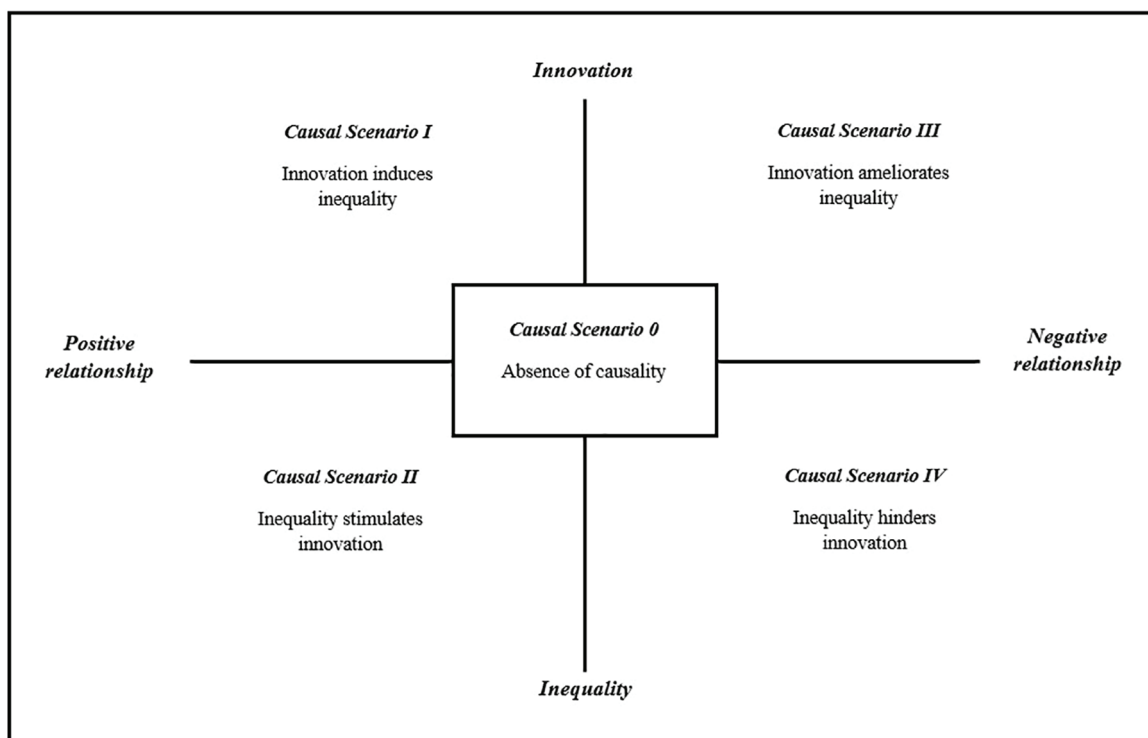 Innovation
Causal Scenario I
Innovation induces
inequality
Causal Scenario III
Innovation ameliorates
inequality
Positive
relationship
Causal Scenario 0
Absence of causality
Negative
relationship
Causal Scenario II
Inequality stimulates
innovation
Causal Scenario IV
Inequality hinders
innovation
Inequality